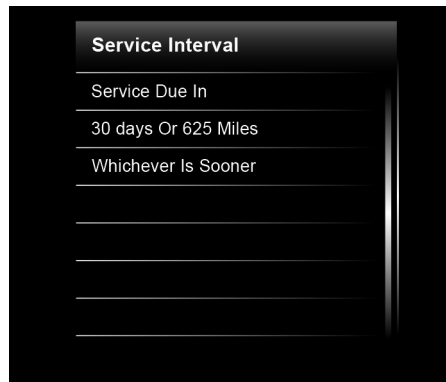 Service Interval
Service Due In
30 days Or 625 Miles
Whichever Is Sooner